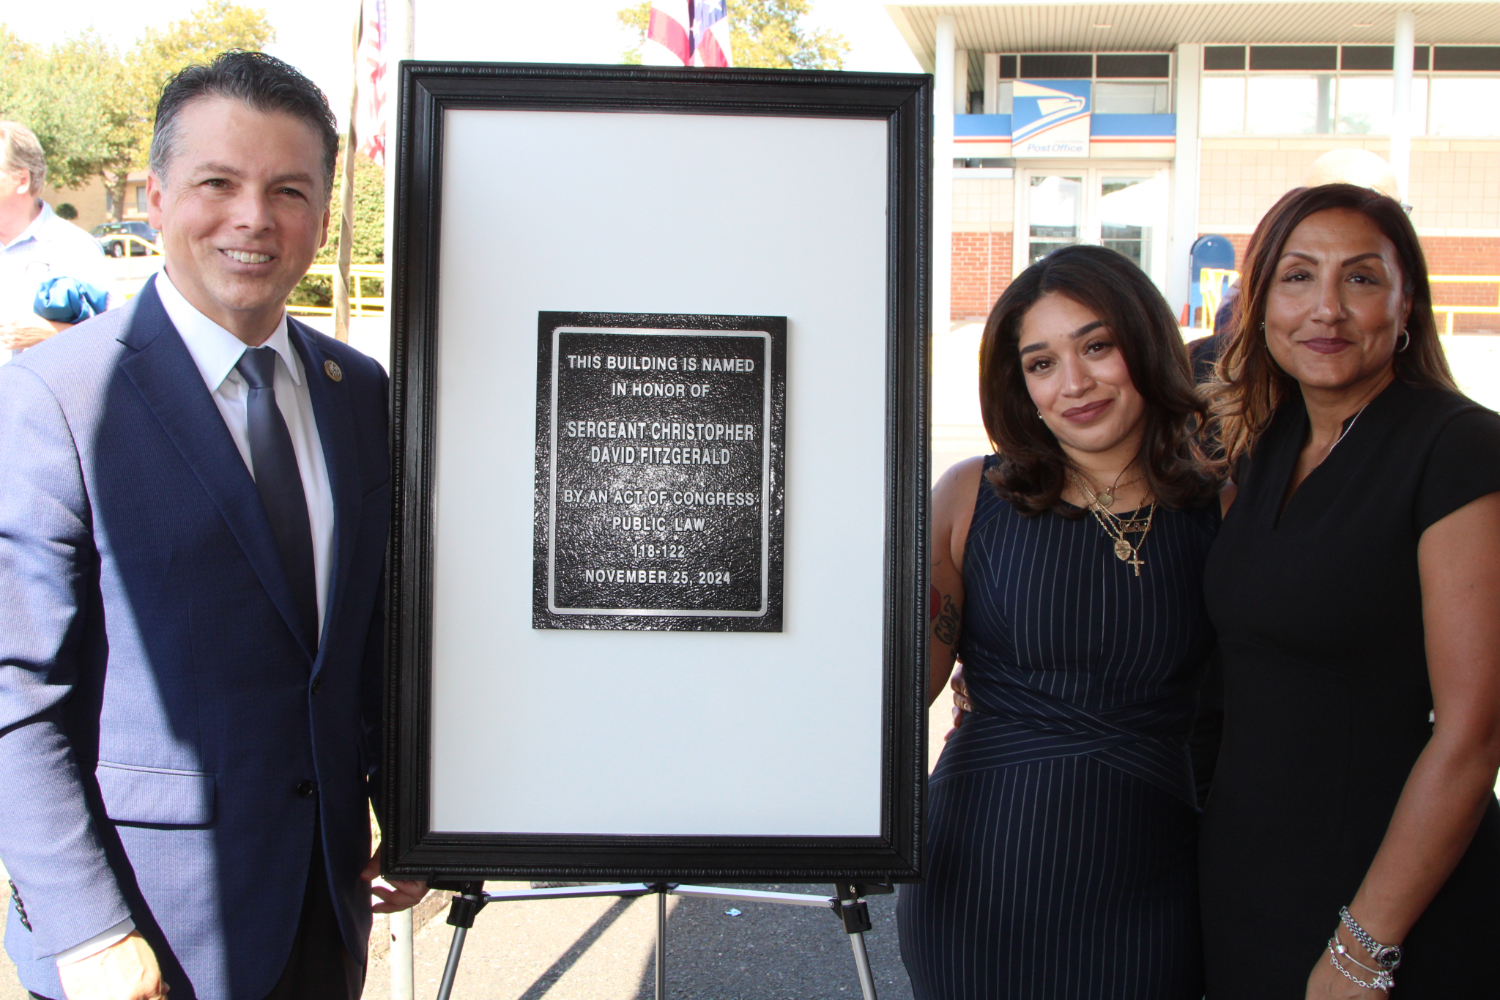 THIS BUILDING IS NAMED
IN HONOR OF
SERGEANT CHRISTOPHER
DAVID FITZGERALD
BY AN ACT OF CONGRESS
PUBLIC LAW
118-122
NOVEMBER 25, 2024
Post Office